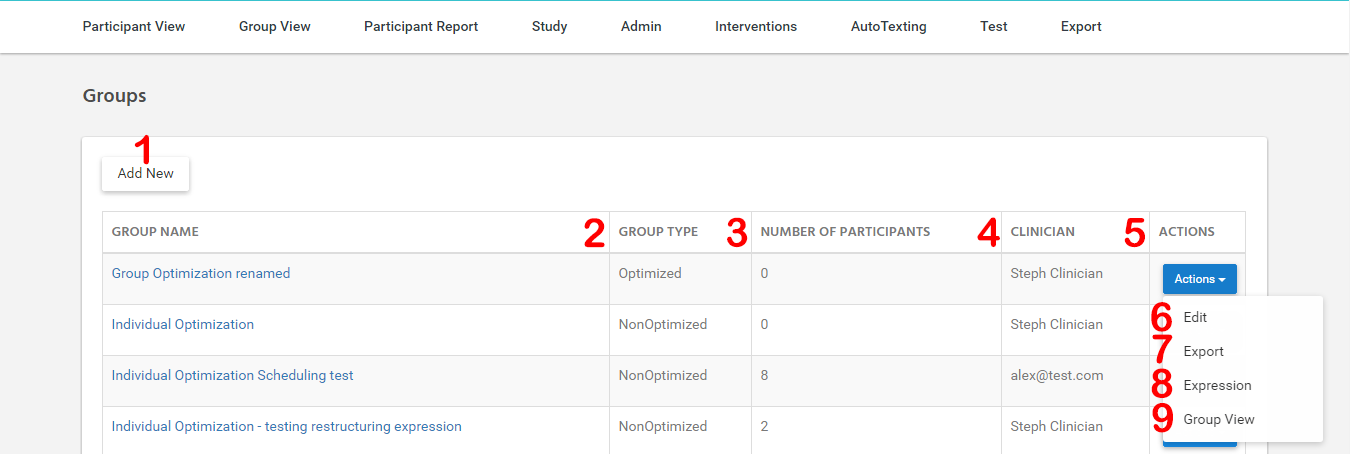 Participant View Group View Participant Report Study Admin Interventions AutoTexting Test Export
Groups
1
Add New
GROUP NAME 2 GROUP TYPE 3 NUMBER OF PARTICIPANTS 4 CLINICIAN 5 ACTIONS
Group Optimization renamed Optimized 0 Steph Clinician Actions
Individual Optimization NonOptimized 0 Steph Clinician 6 Edit
7 Export
Individual Optimization Scheduling test NonOptimized 8 alex@test.com 8 Expression
Individual Optimization - testing restructuring expression NonOptimized 2 Steph Clinician 9 Group View